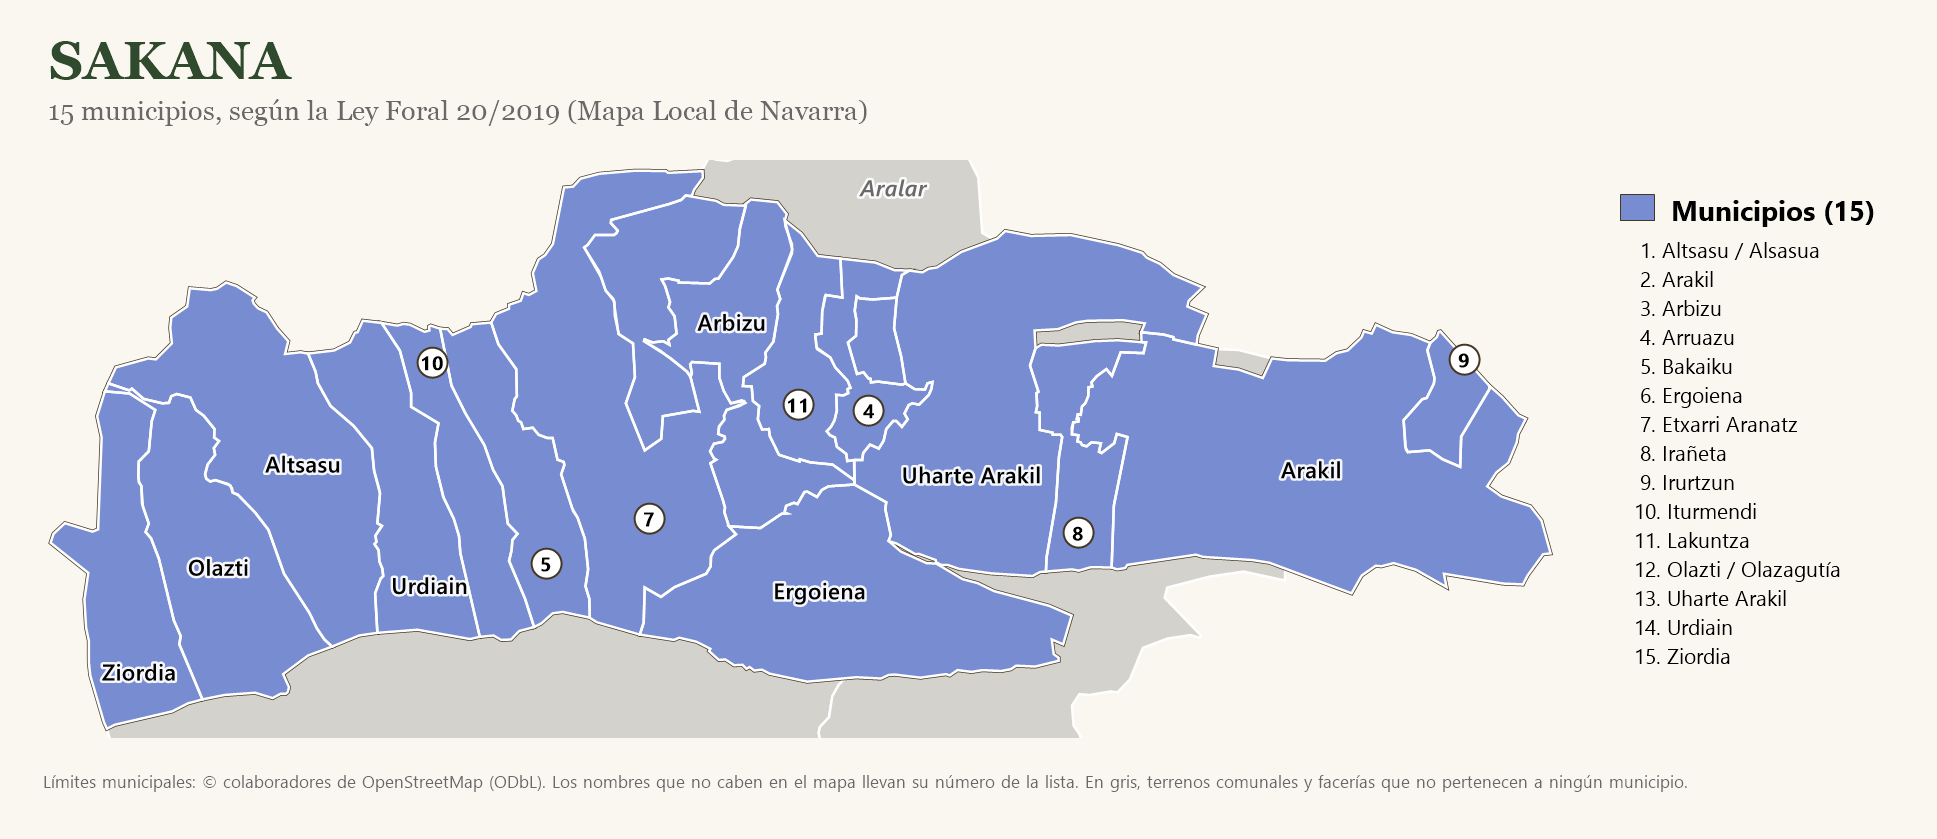 SAKANA
15 municipios, según la Ley Foral 20/2019 (Mapa Local de Navarra)
Aralar
Municipios (15)
1. Altsasu / Alsasua
2. Arakil
3. Arbizu
4. Arruazu
5. Bakaiku
6. Ergoiena
7. Etxarri Aranatz
8. Irañeta
9. Irurtzun
10. Iturmendi
11. Lakuntza
12. Olazti / Olazagutía
13. Uharte Arakil
14. Urdiain
15. Ziordia
Arbizu
10
9
11
4
Altsasu
Uharte Arakil
Arakil
7
8
5
Olazti
Urdiain
Ergoiena
Ziordia
Límites municipales: © colaboradores de OpenStreetMap (ODbL). Los nombres que no caben en el mapa llevan su número de la lista. En gris, terrenos comunales y facerías que no pertenecen a ningún municipio.